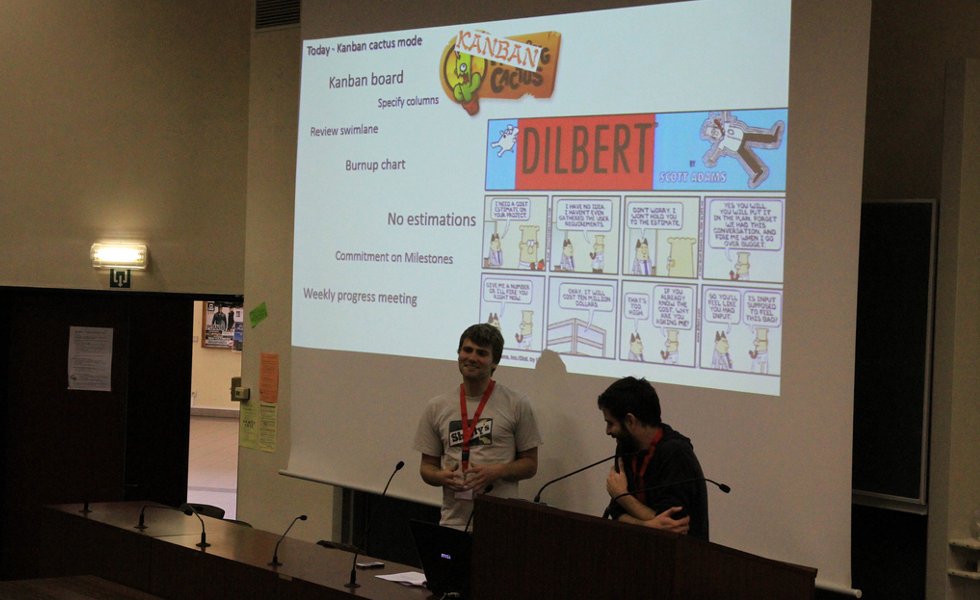 Today - Kanban cactus mode
KANBAN
CACTUS
Kanban board
Specify columns
Review swimlane
Burnup chart
No estimations
Commitment on Milestones
Weekly progress meeting
DILBERT
BY
SCOTT ADAMS
I NEED A COST
ESTIMATE ON
YOUR PROJECT.
I HAVE NO IDEA.
I HAVEN'T EVEN
GATHERED THE USER
REQUIREMENTS.
DON'T WORRY. I
WON'T HOLD YOU
TO THE ESTIMATE.
YES YOU WILL.
YOU WILL PUT IT
IN THE PLAN, FORGET
WE HAD THIS
CONVERSATION, AND
FIRE ME WHEN I GO
OVER BUDGET.
GIVE ME A NUMBER
OR I'LL FIRE YOU
RIGHT NOW.
OKAY. IT WILL
COST TEN MILLION
DOLLARS.
THAT'S
TOO
HIGH.
IF YOU
ALREADY
KNOW THE
COST, WHY
ARE YOU
ASKING ME?
SO YOU'LL
FEEL LIKE
YOU HAD
INPUT.
IS INPUT
SUPPOSED
TO FEEL
THIS BAD?